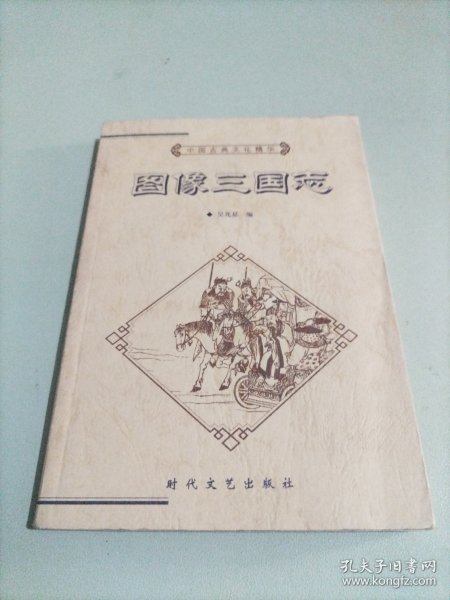 中国古典文化精华
图像三国志
◆ 吴光星 编
时代文艺出版社
孔夫子旧书网
www.kongfz.com